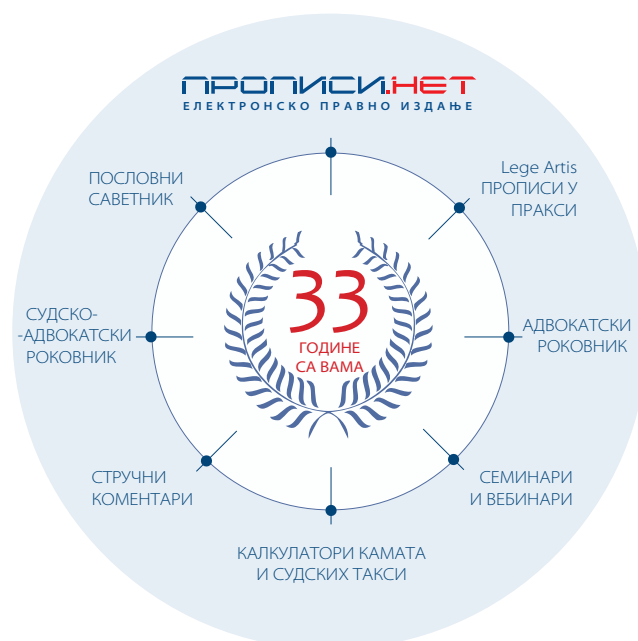 ПРОПИСИ.НЕТ
ЕЛЕКТРОНСКО ПРАВНО ИЗДАЊЕ
Lege Artis
ПРОПИСИ У
ПРАКСИ
АДВОКАТСКИ
РОКОВНИК
СЕМИНАРИ
И ВЕБИНАРИ
КАЛКУЛАТОРИ КАМАТА
И СУДСКИХ ТАКСИ
СТРУЧНИ
КОМЕНТАРИ
СУДСКО-
-АДВОКАТСКИ
РОКОВНИК
ПОСЛОВНИ
САВЕТНИК
33
ГОДИНЕ
СА ВАМА